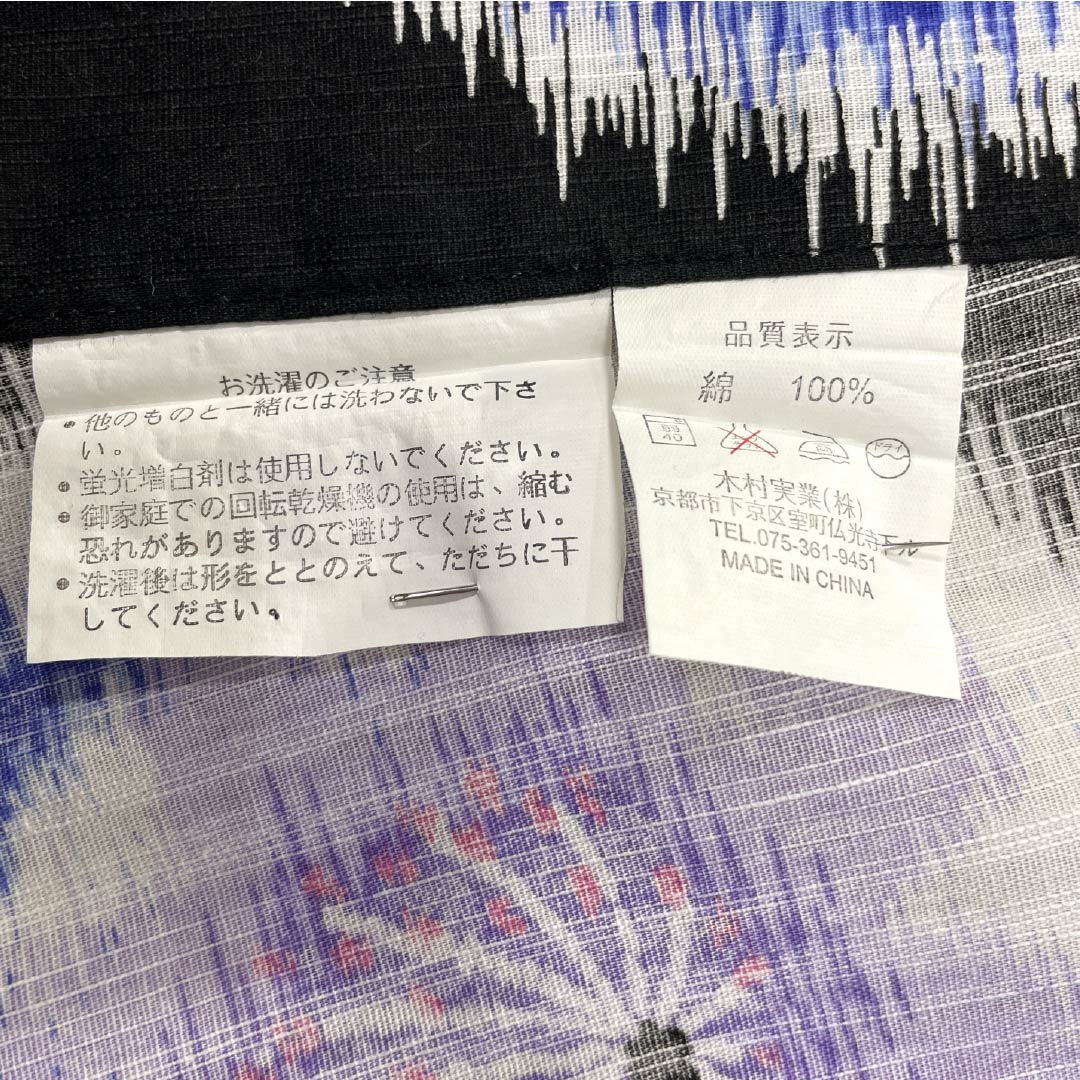 お洗濯のご注意
• 他のものと一緒には洗わないで下さ
い。
• 蛍光増白剤は使用しないでください。
• 御家庭での回転乾燥機の使用は、縮む
恐れがありますので避けてください。
• 洗濯後は形をととのえて、ただちに干
してください。
品質表示
綿 100%
40 ドライ
木村実業(株)
京都市下京区室町仏光寺 ル
TEL.075-361-9451
MADE IN CHINA